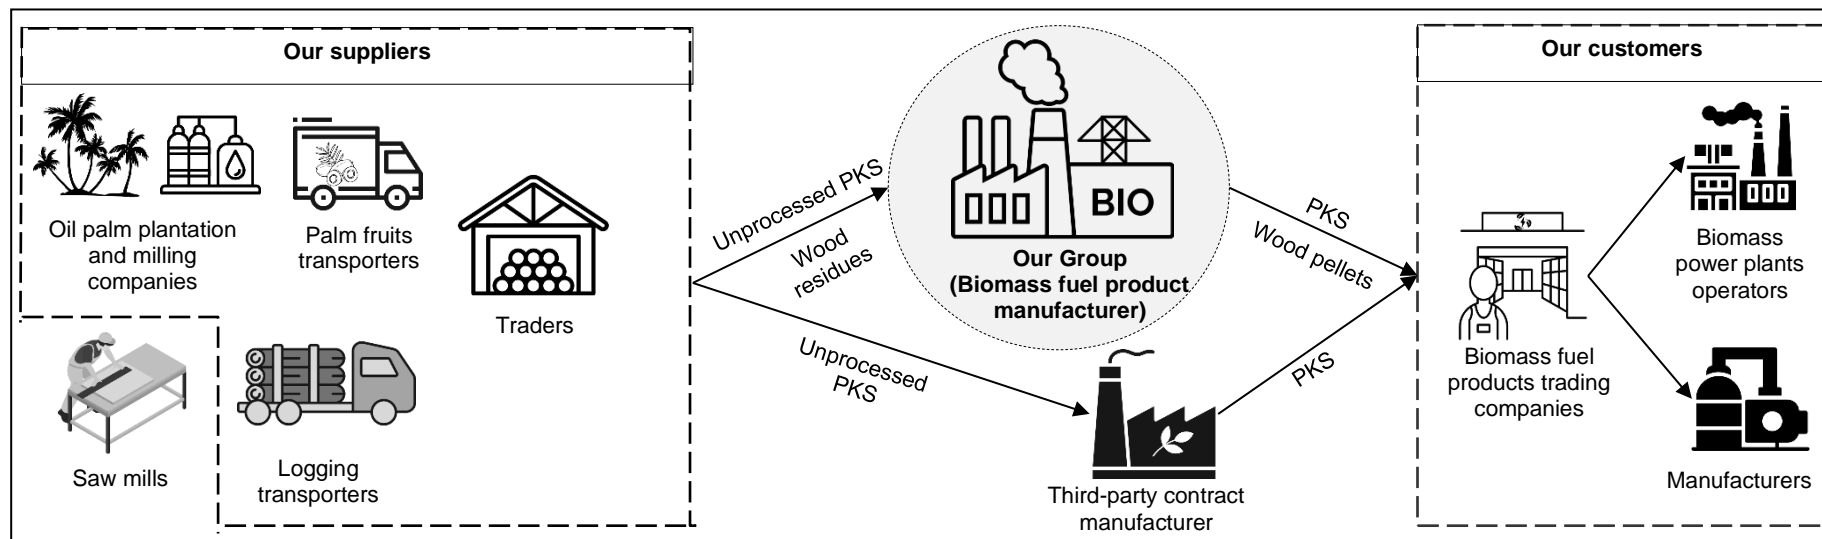 Our suppliers
Oil palm plantation
and milling
companies
Palm fruits
transporters
Traders
Saw mills
Logging
transporters
Unprocessed PKS
Wood
residues
Unprocessed
PKS
BIO
Our Group
(Biomass fuel product
manufacturer)
Third-party contract
manufacturer
PKS
Wood pellets
PKS
Our customers
Biomass fuel
products trading
companies
Biomass
power plants
operators
Manufacturers